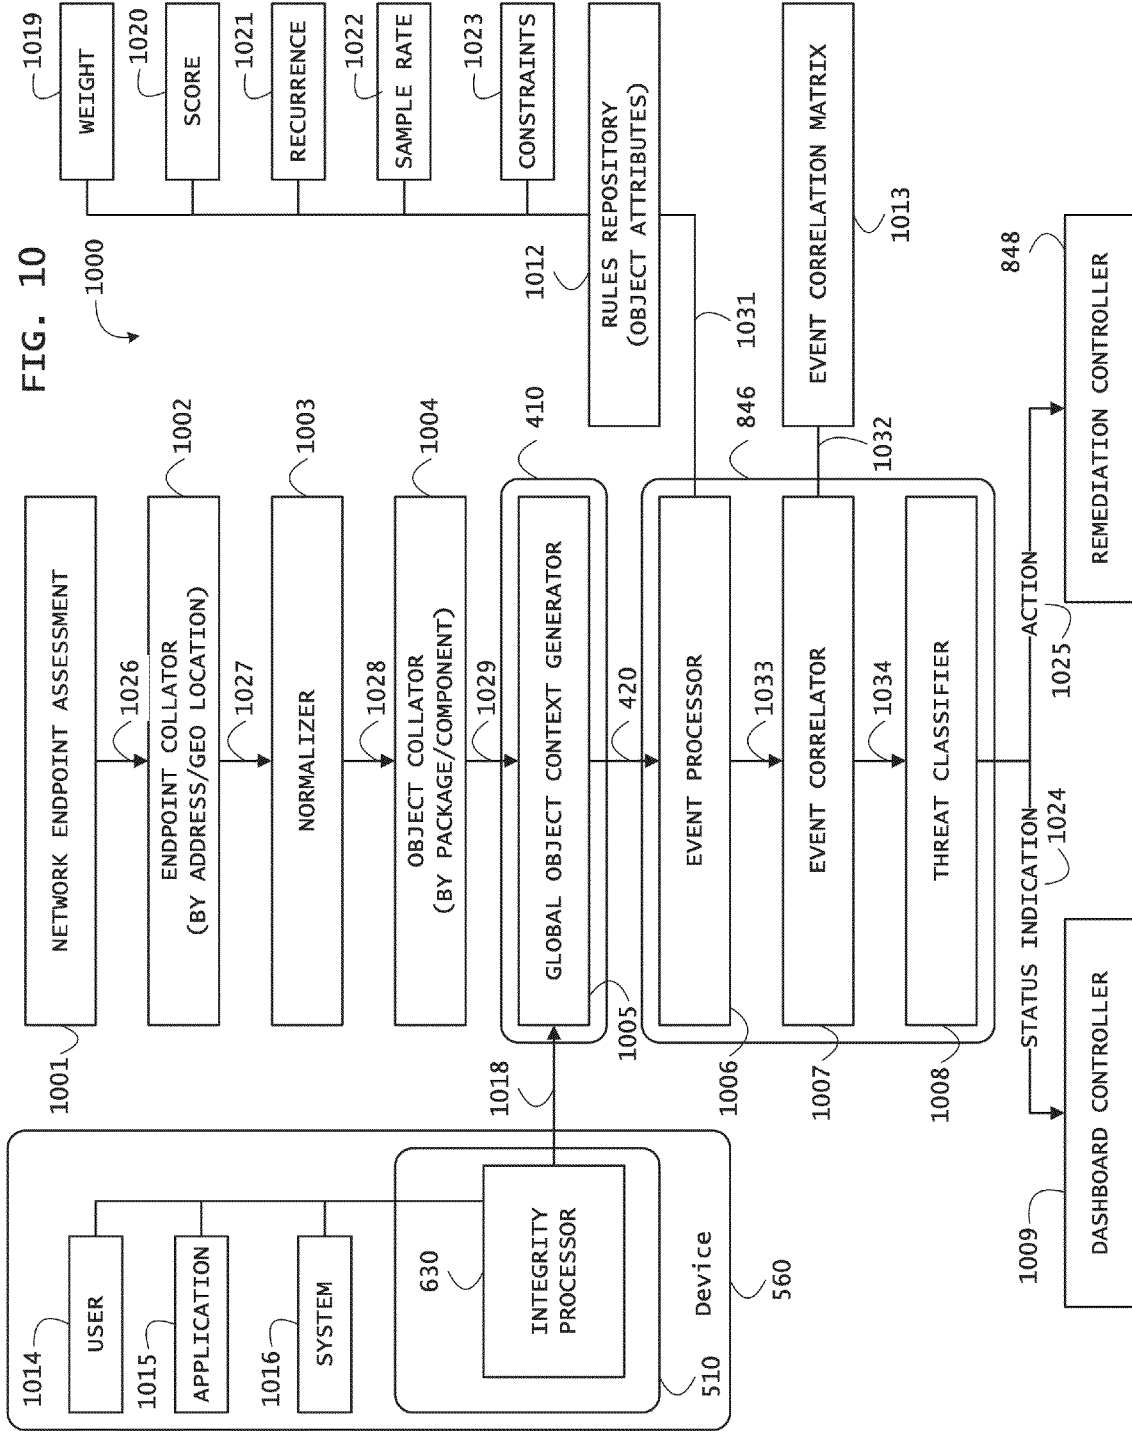 FIG. 10
1000
1001
NETWORK ENDPOINT ASSESSMENT
1026
1002
ENDPOINT COLLATOR
(BY ADDRESS/GEO LOCATION)
1027
1003
NORMALIZER
1028
1004
OBJECT COLLATOR
(BY PACKAGE/COMPONENT)
1029
410
GLOBAL OBJECT CONTEXT GENERATOR
1005
420
846
EVENT PROCESSOR
1006
1033
EVENT CORRELATOR
1007
1034
THREAT CLASSIFIER
1008
STATUS INDICATION
1024
ACTION
1025
1009
DASHBOARD CONTROLLER
848
REMEDIATION CONTROLLER
1014
USER
1015
APPLICATION
1016
SYSTEM
630
INTEGRITY
PROCESSOR
510
Device
560
1018
1019
WEIGHT
1020
SCORE
1021
RECURRENCE
1022
SAMPLE RATE
1023
CONSTRAINTS
1012
RULES REPOSITORY
(OBJECT ATTRIBUTES)
1031
EVENT CORRELATION MATRIX
1013
1032